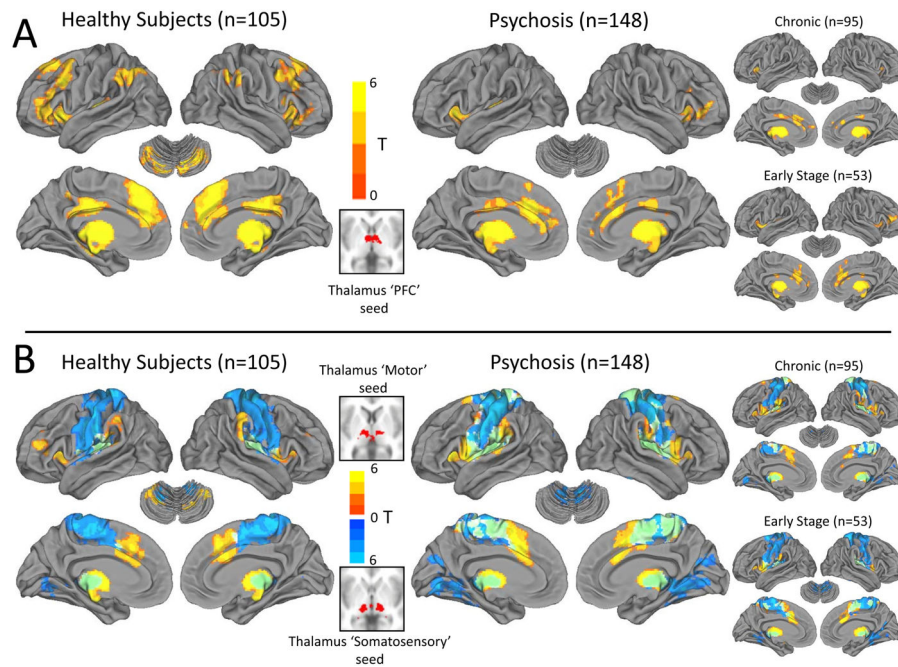 A
Healthy Subjects (n=105)
Psychosis (n=148)
Chronic (n=95)
6
T
0
Early Stage (n=53)
Thalamus ‘PFC’
seed
B
Healthy Subjects (n=105)
Thalamus ‘Motor’
seed
Psychosis (n=148)
Chronic (n=95)
6
0 T
6
Early Stage (n=53)
Thalamus ‘Somatosensory’
seed